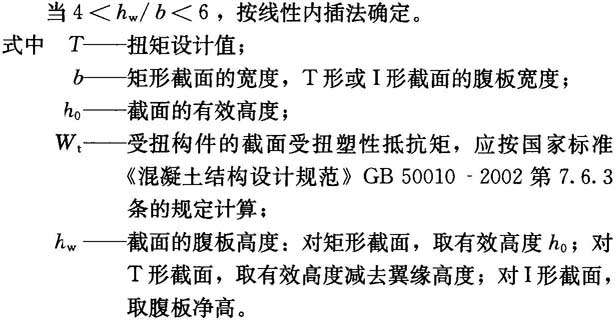 当 4＜hw/b＜6，按线性内插法确定。
式中 T——扭矩设计值；
b——矩形截面的宽度，T 形或 I 形截面的腹板宽度；
h0——截面的有效高度；
Wt——受扭构件的截面受扭塑性抵抗矩，应按国家标准
《混凝土结构设计规范》GB 50010 - 2002 第 7.6.3
条的规定计算；
hw——截面的腹板高度：对矩形截面，取有效高度 h0；对
T 形截面，取有效高度减去翼缘高度；对 I 形截面，
取腹板净高。